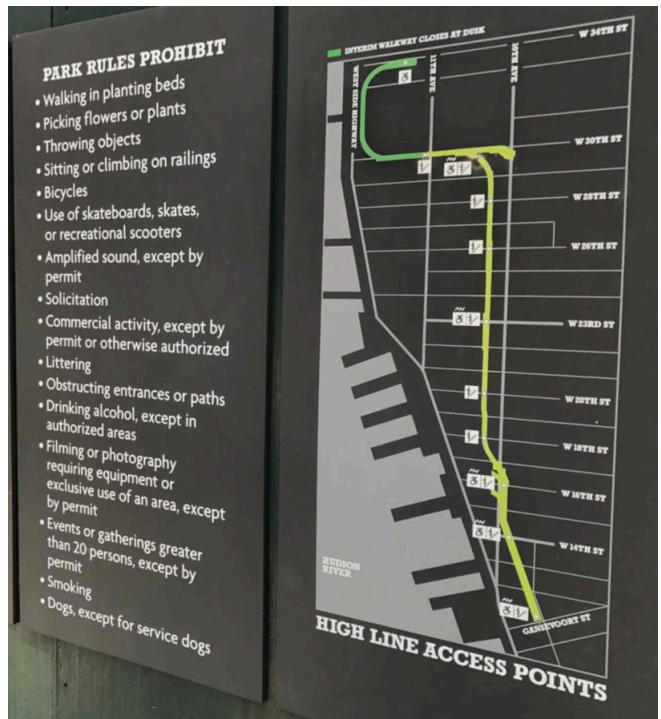 PARK RULES PROHIBIT
• Walking in planting beds
• Picking flowers or plants
• Throwing objects
• Sitting or climbing on railings
• Bicycles
• Use of skateboards, skates,
or recreational scooters
• Amplified sound, except by
permit
• Solicitation
• Commercial activity, except by
permit or otherwise authorized
• Littering
• Obstructing entrances or paths
• Drinking alcohol, except in
authorized areas
• Filming or photography
requiring equipment or
exclusive use of an area, except
by permit
• Events or gatherings greater
than 20 persons, except by
permit
• Smoking
• Dogs, except for service dogs
INTERIM WALKWAY CLOSES AT DUSK
W 34TH ST
WEST SIDE HIGHWAY
11TH AVE
10TH AVE
W 30TH ST
W 28TH ST
W 26TH ST
W 23RD ST
W 20TH ST
W 18TH ST
W 16TH ST
W 14TH ST
GANSEVOORT ST
HUDSON
RIVER
HIGH LINE ACCESS POINTS